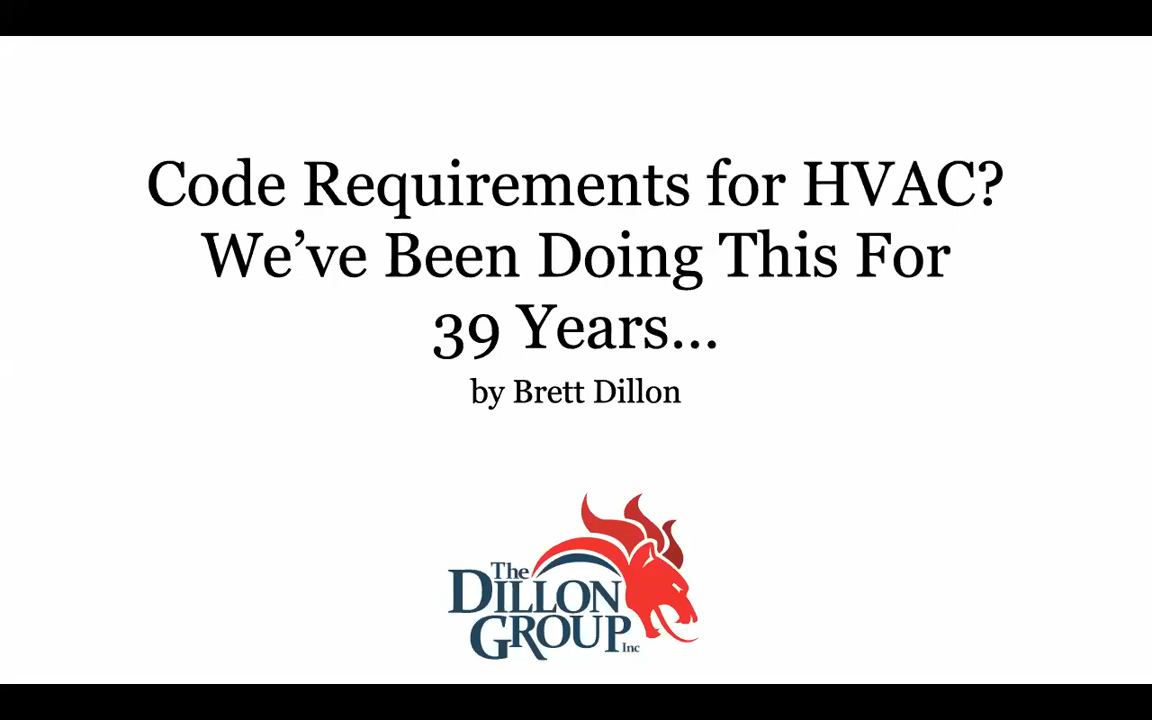 Code Requirements for HVAC?
We’ve Been Doing This For
39 Years...
by Brett Dillon
The
DILLON
GROUP Inc